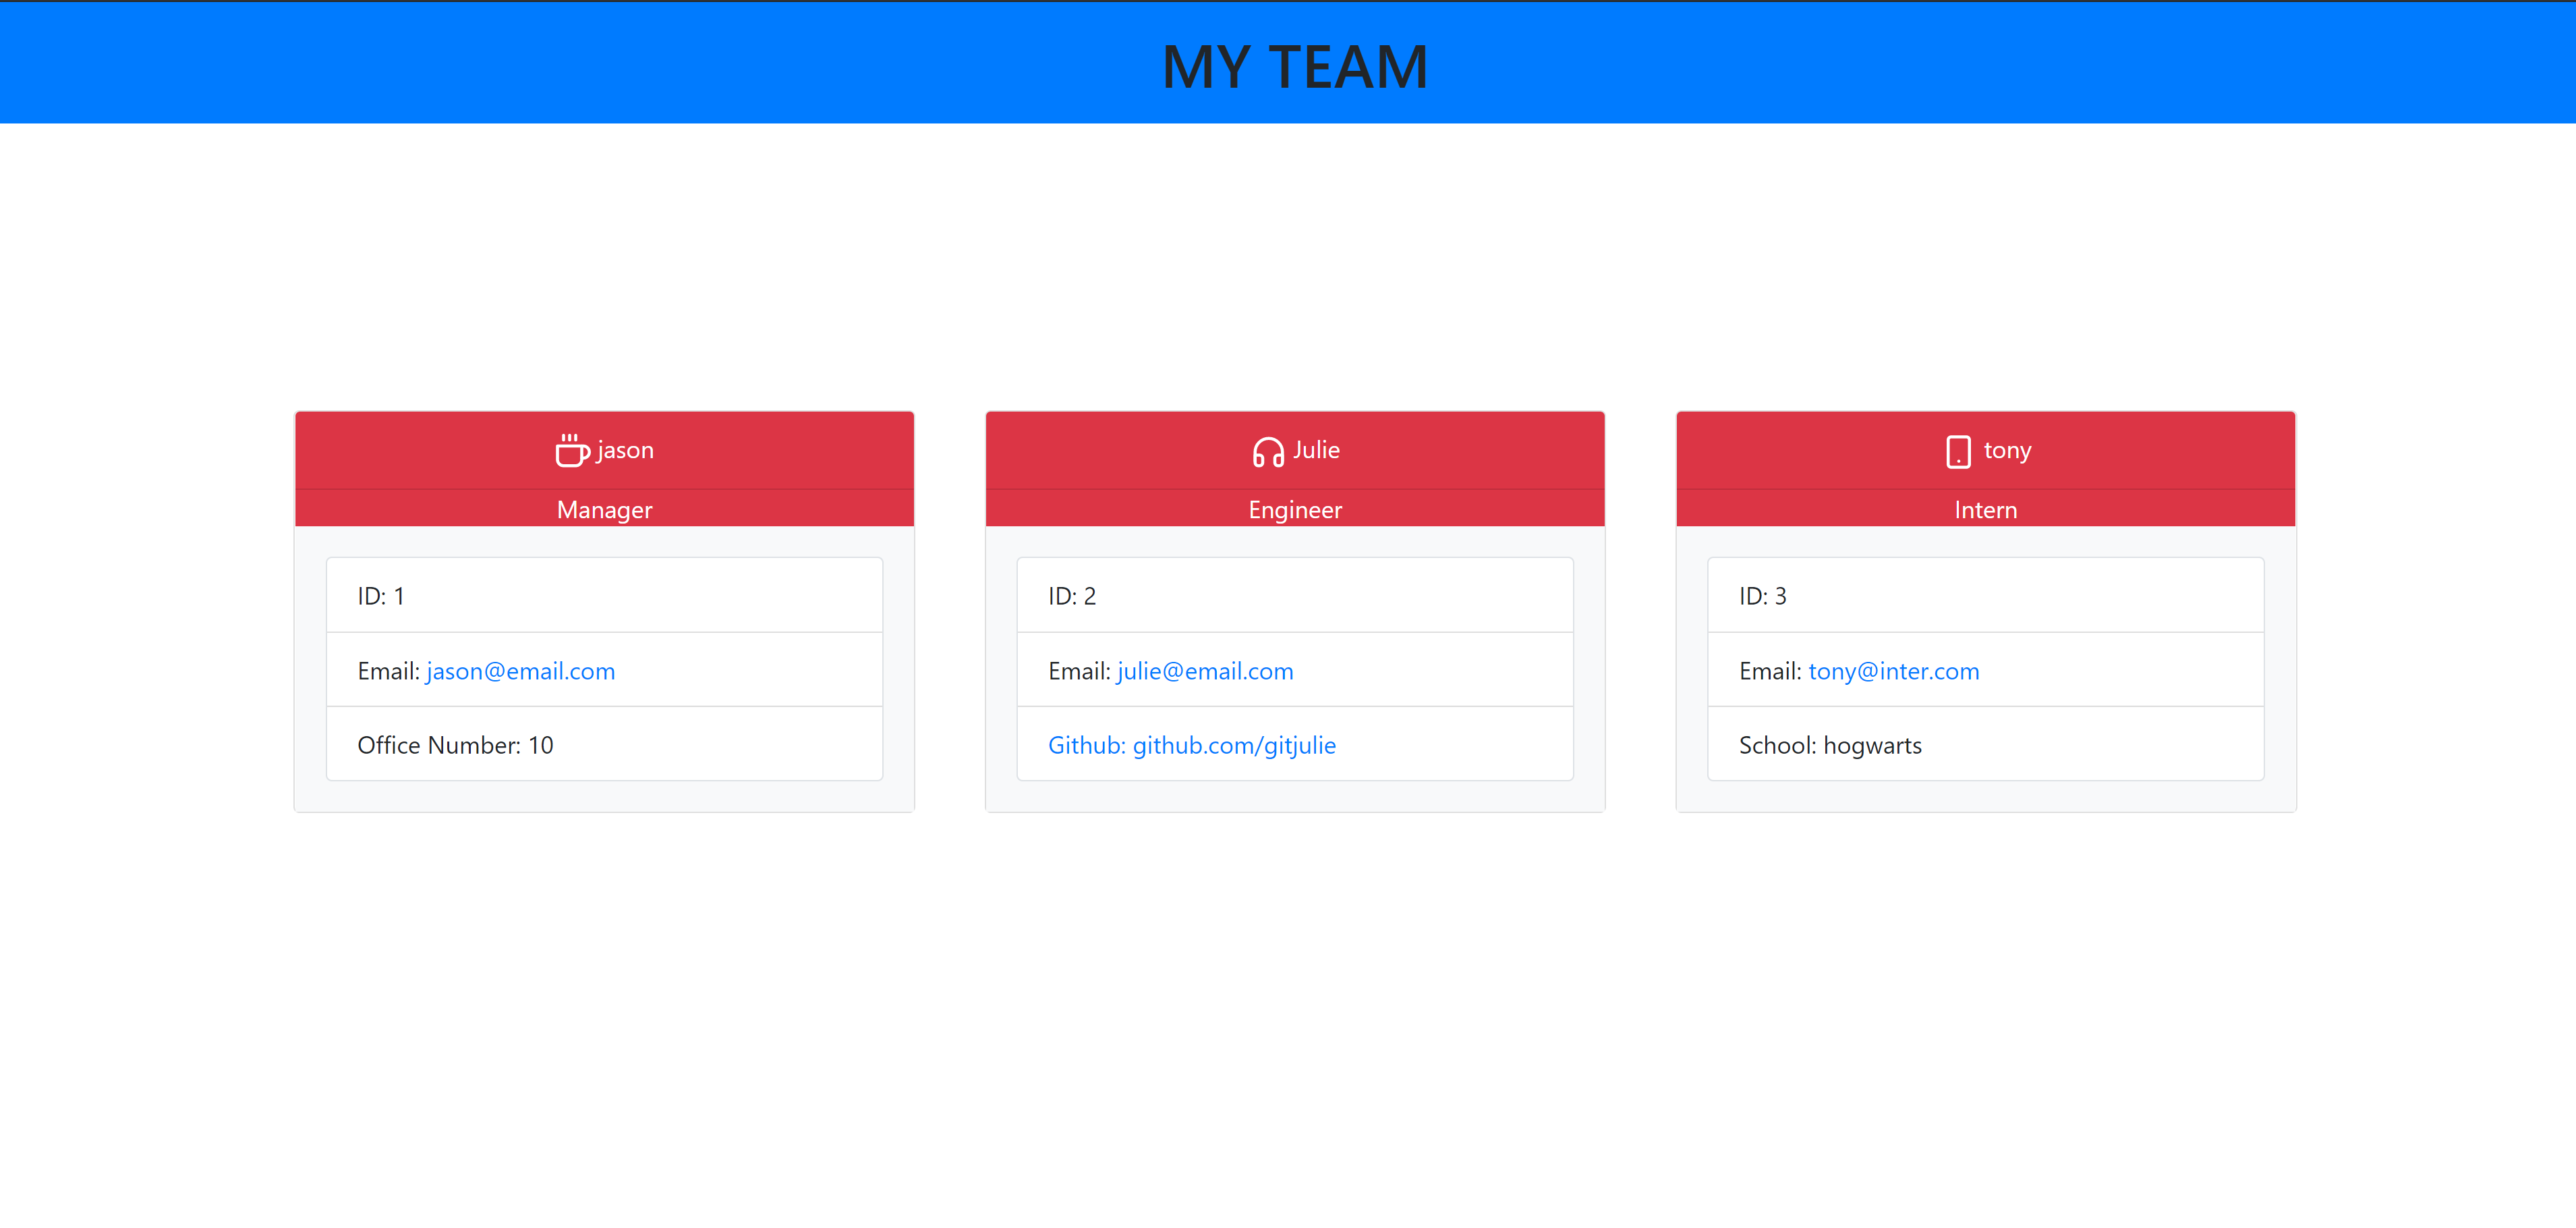 MY TEAM
jason
Manager
ID: 1
Email: jason@email.com
Office Number: 10
Julie
Engineer
ID: 2
Email: julie@email.com
Github: github.com/gitjulie
tony
Intern
ID: 3
Email: tony@inter.com
School: hogwarts